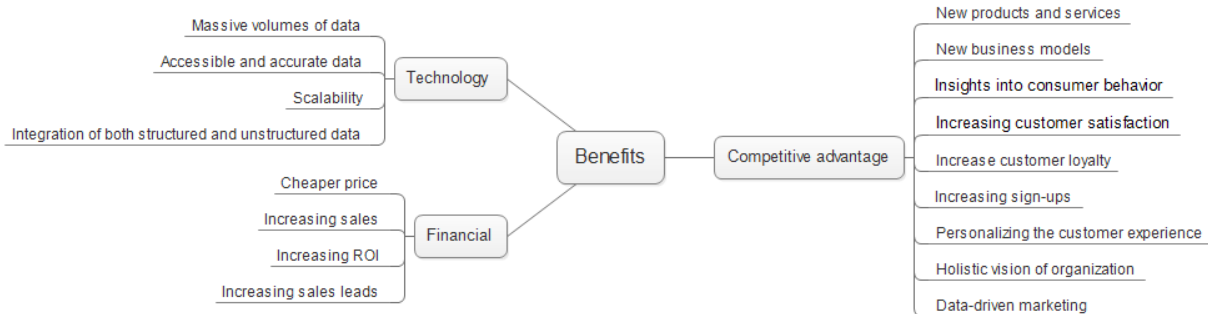 Massive volumes of data
Accessible and accurate data
Scalability
Integration of both structured and unstructured data
Technology
Cheaper price
Increasing sales
Increasing ROI
Increasing sales leads
Financial
Benefits
Competitive advantage
New products and services
New business models
Insights into consumer behavior
Increasing customer satisfaction
Increase customer loyalty
Increasing sign-ups
Personalizing the customer experience
Holistic vision of organization
Data-driven marketing